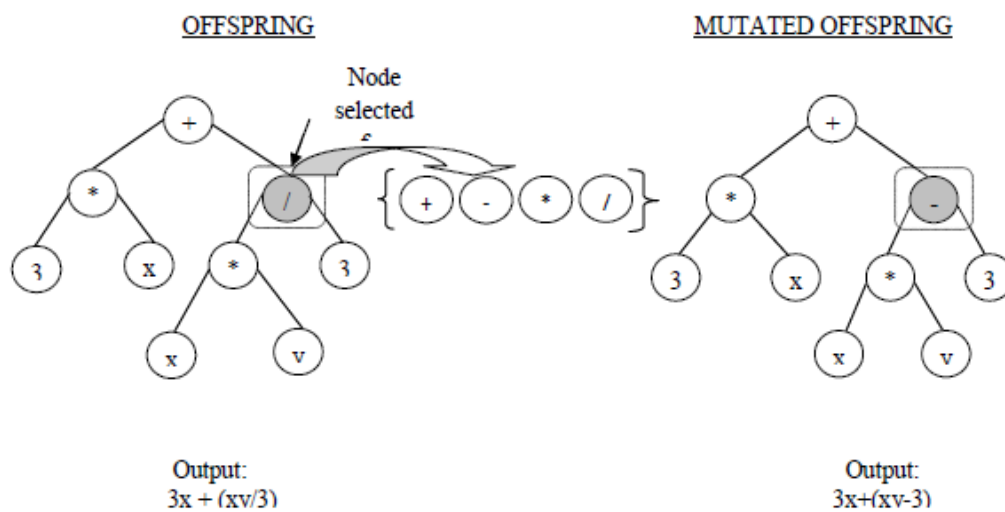 OFFSPRING
MUTATED OFFSPRING
Node
selected
+
* /
{ + - * / }
3 x * 3
x v
+
* -
3 x * 3
x v
Output:
3x + (xv/3)
Output:
3x+(xv-3)